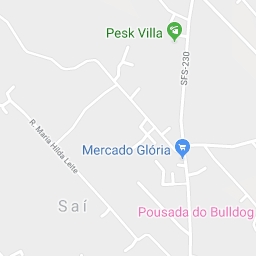 Pesk Villa
SFS-230
Mercado Glória
R. Maria Hilda Leite
Saí
Pousada do Bulldog